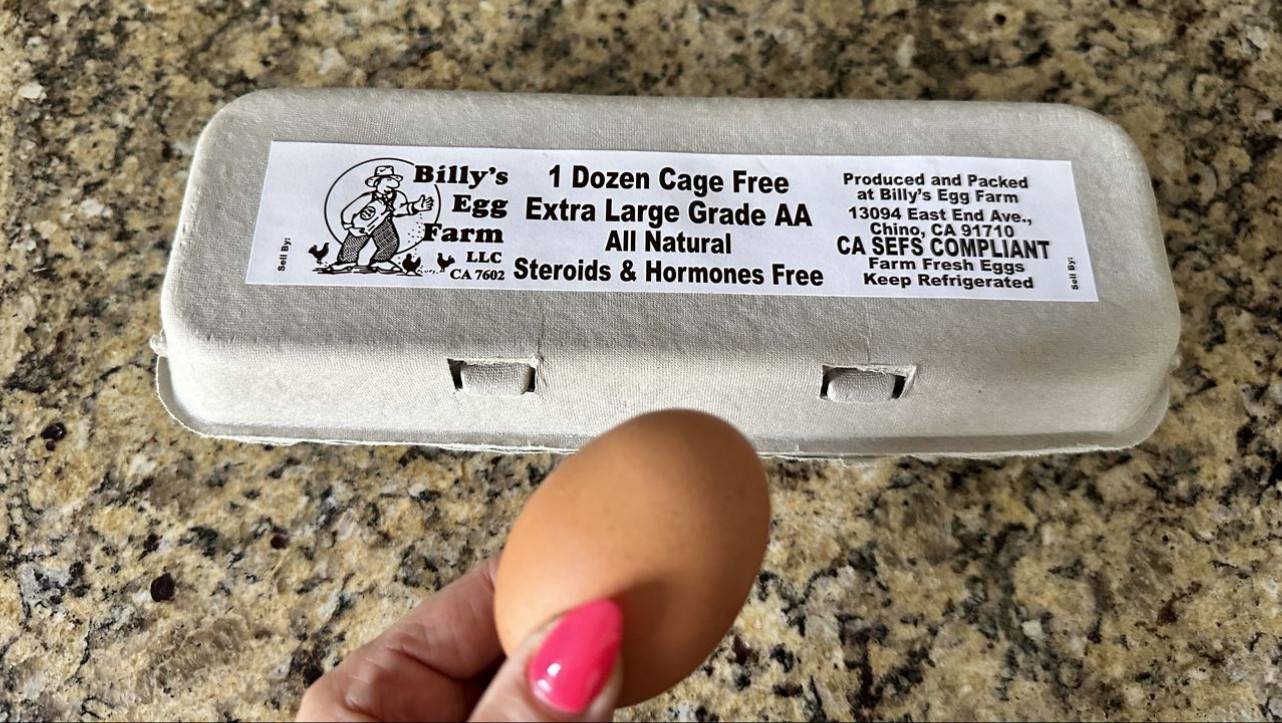 Sell By:
Billy's
Egg
Farm
LLC
CA 7602
1 Dozen Cage Free
Extra Large Grade AA
All Natural
Steroids & Hormones Free
Produced and Packed
at Billy's Egg Farm
13094 East End Ave.,
Chino, CA 91710
CA SEFS COMPLIANT
Farm Fresh Eggs
Keep Refrigerated
Sell By: